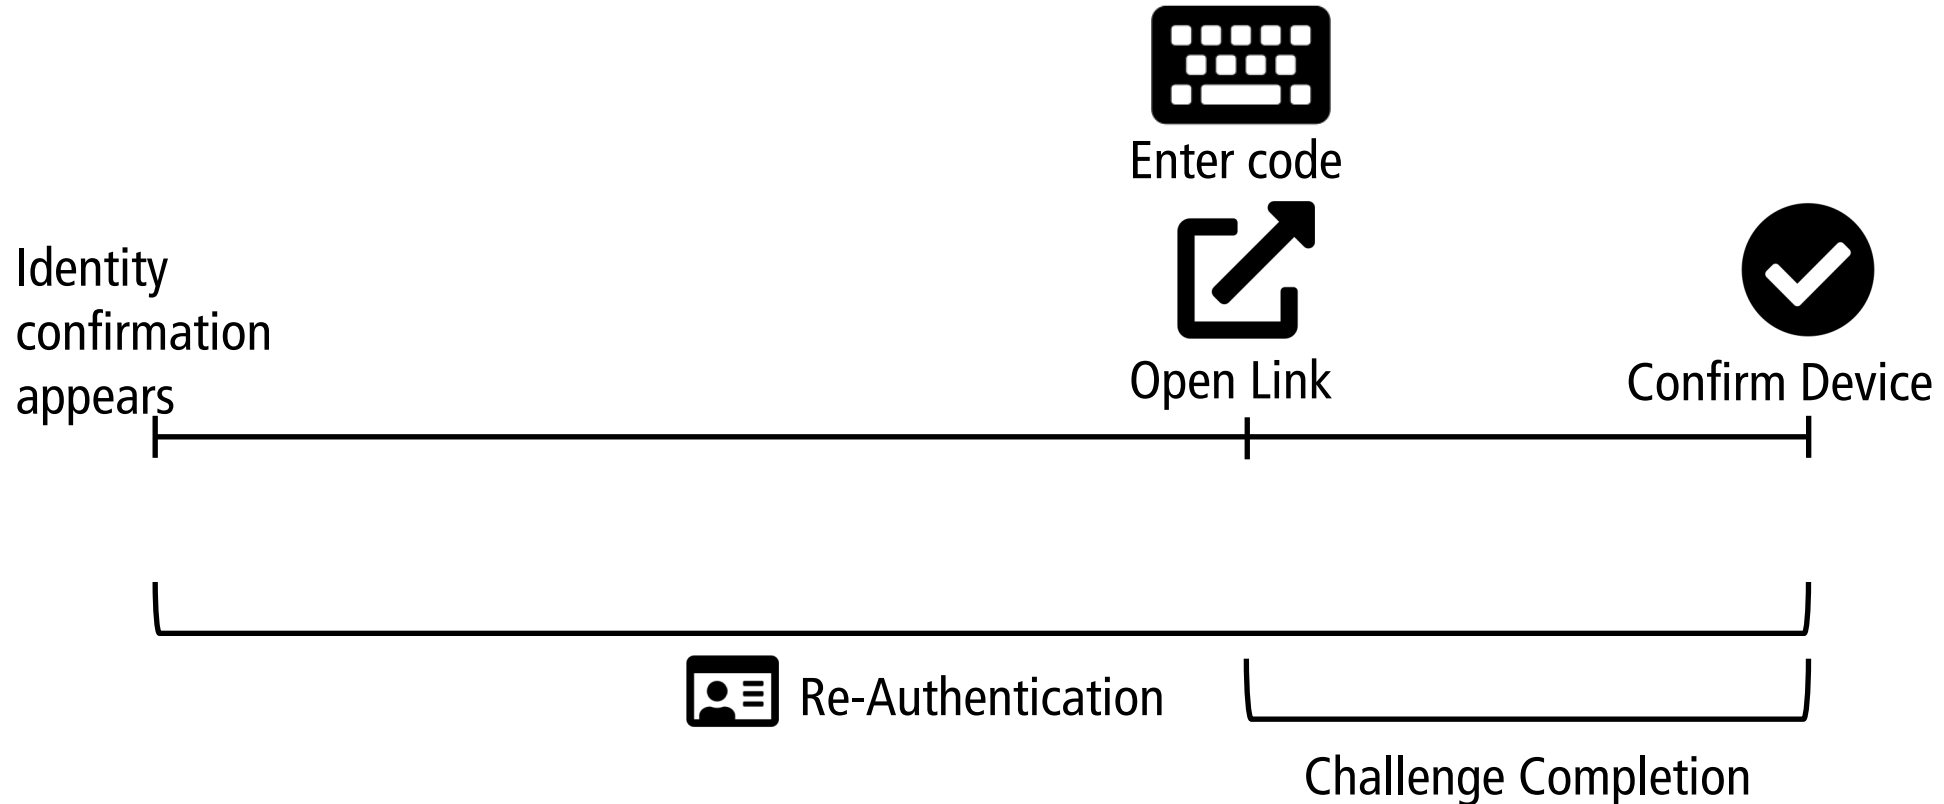 Enter code
Identity
confirmation
appears
Open Link
Confirm Device
Re-Authentication
Challenge Completion